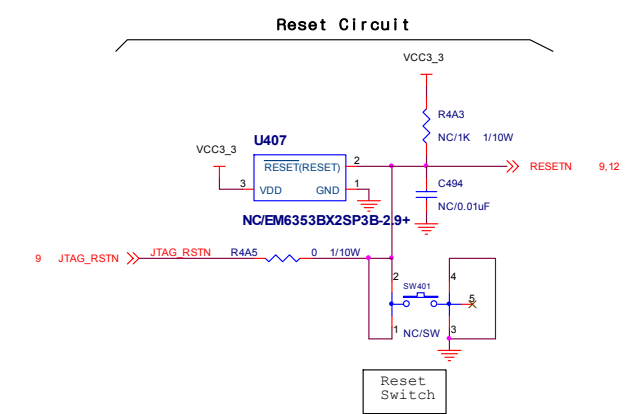 Reset Circuit
VCC3_3
R4A3
NC/1K 1/10W
U407
VCC3_3
RESET(RESET)
2
RESETN 9,12
3
VDD
GND
1
C494
NC/0.01uF
NC/EM6353BX2SP3B-2.9+
9 JTAG_RSTN
JTAG_RSTN
R4A5
0 1/10W
2
4
SW401
5
1
3
NC/SW
Reset
Switch